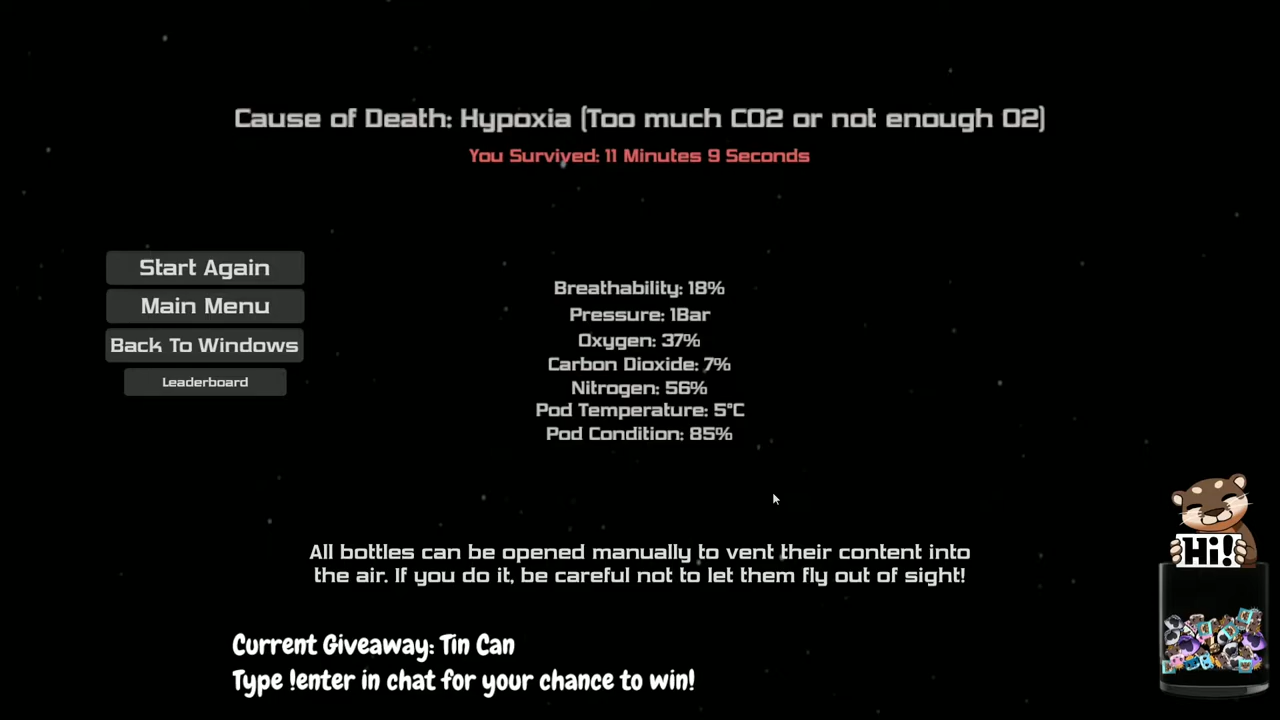 Cause of Death: Hypoxia (Too much CO2 or not enough O2)
You Survived: 11 Minutes 9 Seconds
Start Again
Main Menu
Back To Windows
Leaderboard
Breathability: 18%
Pressure: 1Bar
Oxygen: 37%
Carbon Dioxide: 7%
Nitrogen: 56%
Pod Temperature: 5°C
Pod Condition: 85%
All bottles can be opened manually to vent their content into
the air. If you do it, be careful not to let them fly out of sight!
Current Giveaway: Tin Can
Type !enter in chat for your chance to win!
Hi!